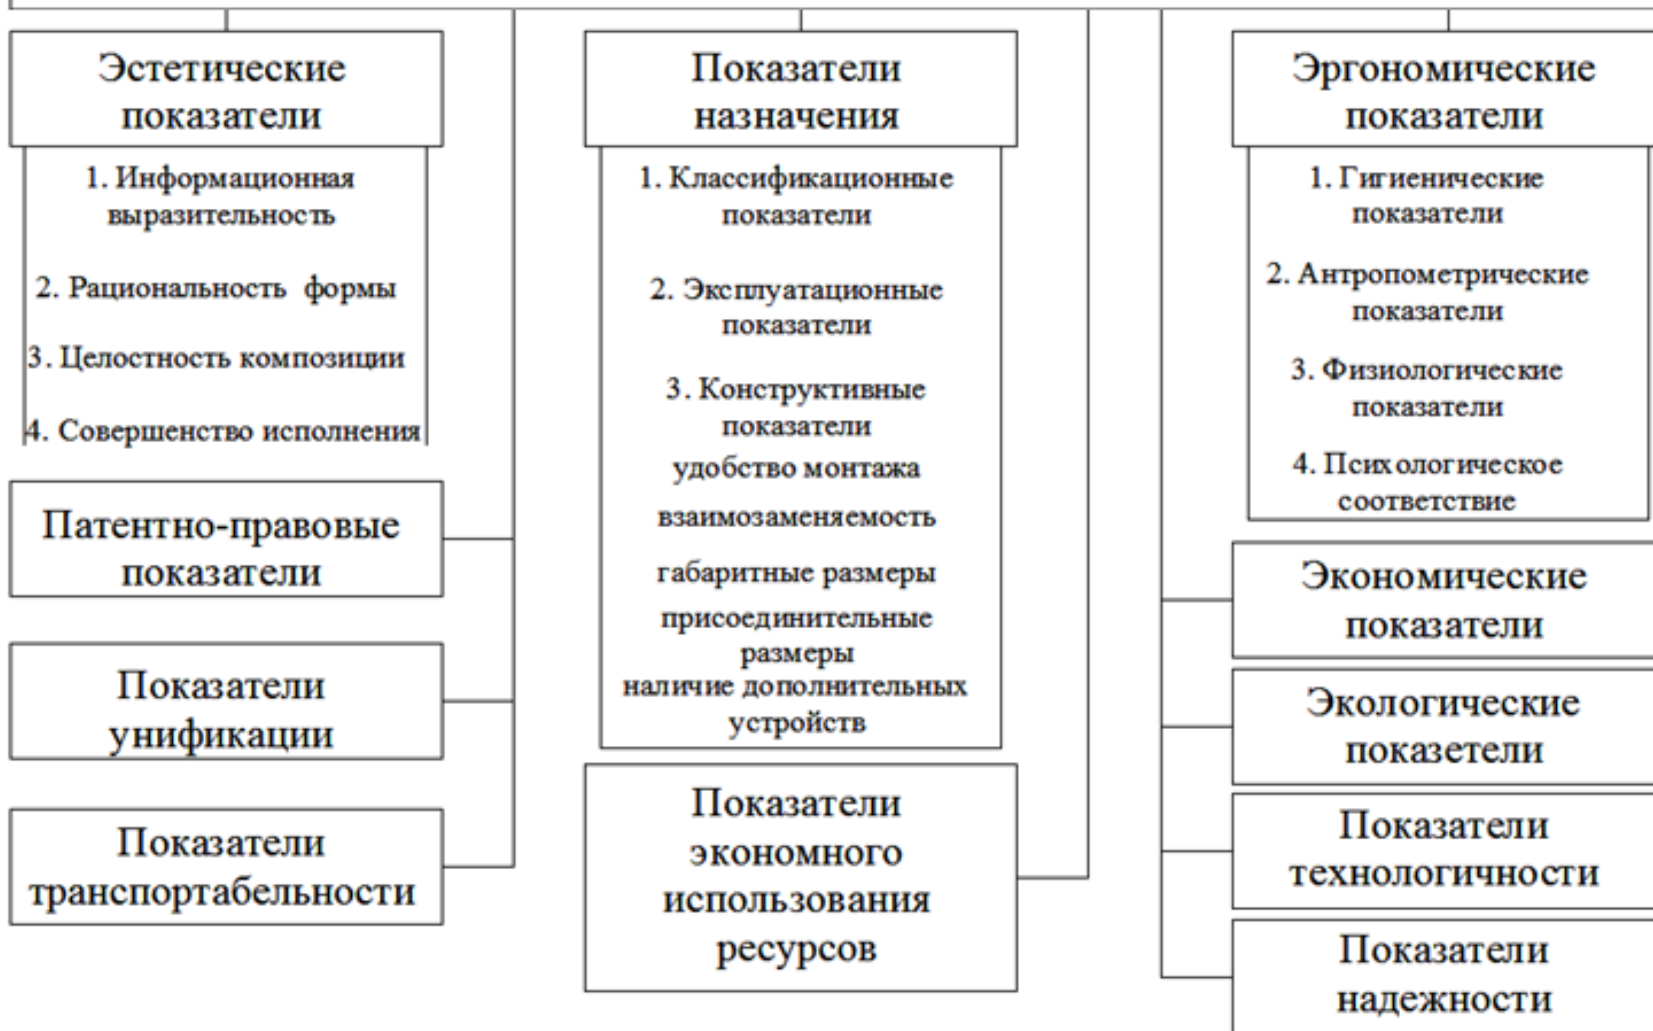 Эстетические
показатели
1. Информационная
выразительность
2. Рациональность формы
3. Целостность композиции
4. Совершенство исполнения
Патентно-правовые
показатели
Показатели
унификации
Показатели
транспортабельности
Показатели
назначения
1. Классификационные
показатели
2. Эксплуатационные
показатели
3. Конструктивные
показатели
удобство монтажа
взаимозаменяемость
габаритные размеры
присоединительные
размеры
наличие дополнительных
устройств
Показатели
экономного
использования
ресурсов
Эргономические
показатели
1. Гигиенические
показатели
2. Антропометрические
показатели
3. Физиологические
показатели
4. Психологическое
соответствие
Экономические
показатели
Экологические
показетели
Показатели
технологичности
Показатели
надежности